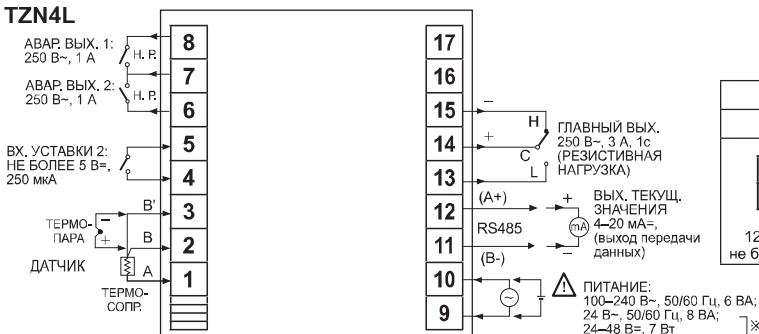 TZN4L
АВАР. ВЫХ. 1:
250 В~, 1 А
Н. Р.
АВАР. ВЫХ. 2:
250 В~, 1 А
Н. Р.
ВХ. УСТАВКИ 2:
НЕ БОЛЕЕ 5 В=,
250 мкА
ТЕРМО-
ПАРА
− +
B'
B
A
ДАТЧИК
ТЕРМО-
СОПР.
8
7
6
5
4
3
2
1
17
16
15
14
13
12
11
10
9
−
+
H
C
L
ГЛАВНЫЙ ВЫХ.
250 В~, 3 А, 1с
(РЕЗИСТИВНАЯ
НАГРУЗКА)
(A+)
RS485
(B-)
+
mA
−
ВЫХ. ТЕКУЩ.
ЗНАЧЕНИЯ
4–20 мА=,
(выход передачи
данных)
~
ПИТАНИЕ:
100–240 В~, 50/60 Гц, 6 ВА;
24 В~, 50/60 Гц, 8 ВА;
24–48 В=, 7 Вт
※
12
не б